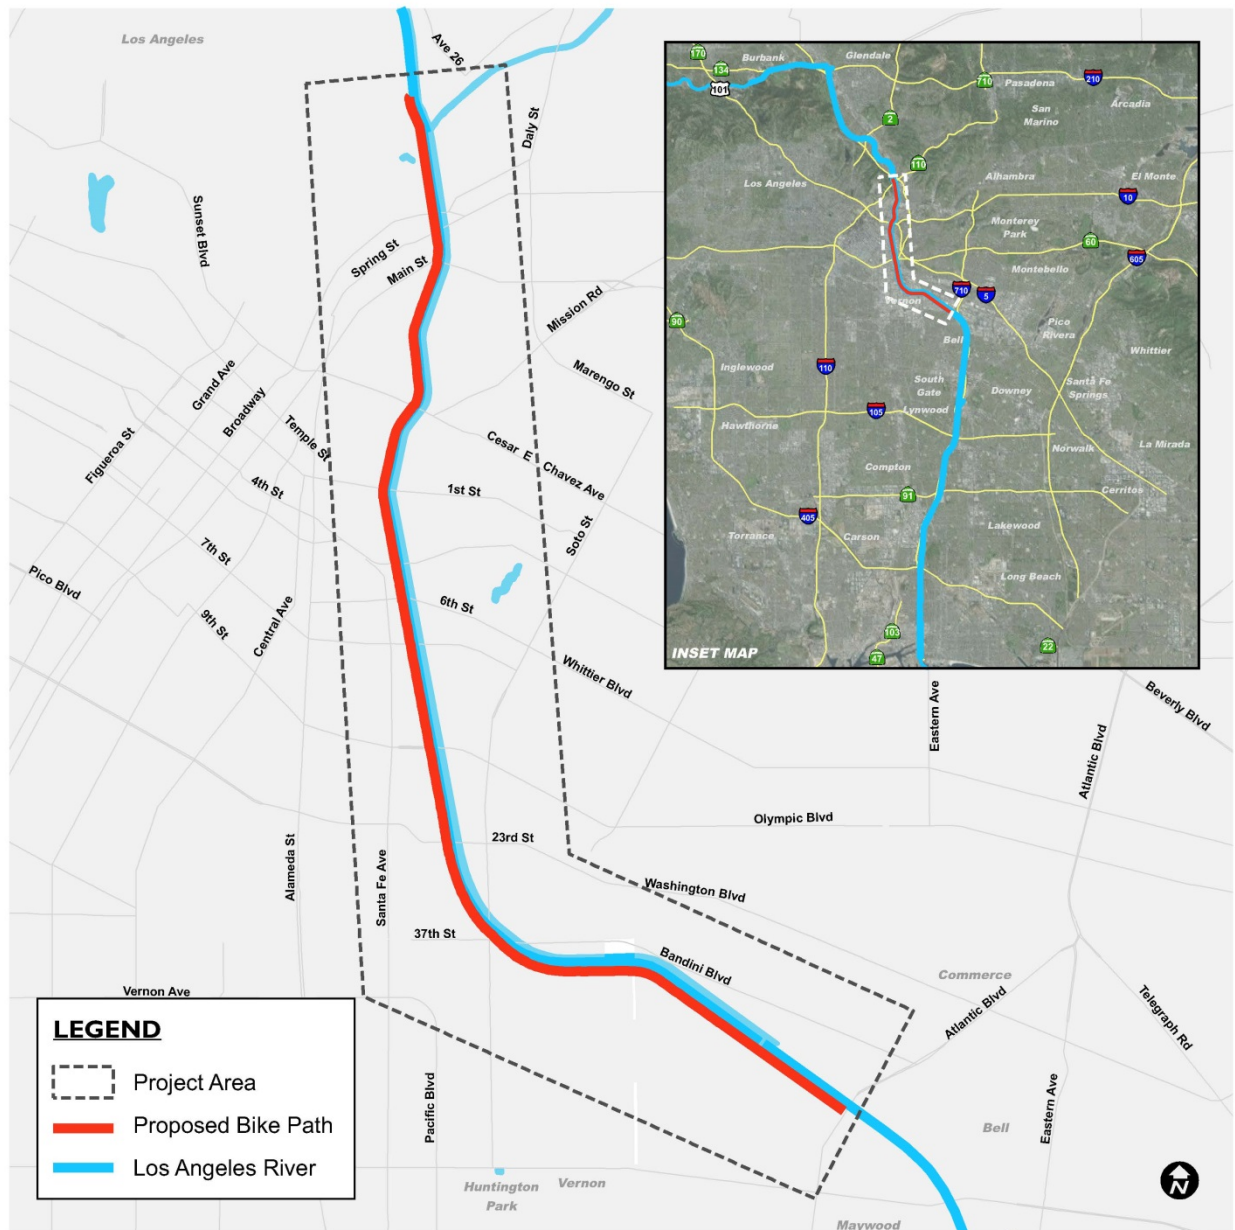 Los Angeles
Ave 26
Daly St
Sunset Blvd
Spring St
Main St
Mission Rd
Marengo St
Grand Ave
Broadway
Figueroa St
Temple St
4th St
Cesar E Chavez Ave
1st St
Soto St
7th St
Pico Blvd
9th St
Central Ave
6th St
Whittier Blvd
Eastern Ave
Beverly Blvd
Atlantic Blvd
Olympic Blvd
23rd St
Alameda St
Santa Fe Ave
Washington Blvd
37th St
Bandini Blvd
Commerce
Atlantic Blvd
Telegraph Rd
Vernon Ave
Pacific Blvd
Eastern Ave
Bell
Huntington
Park
Vernon
Maywood
N
LEGEND
Project Area
Proposed Bike Path
Los Angeles River
170
Burbank
Glendale
134
101
710
Pasadena
210
Arcadia
San
Marino
2
110
Los Angeles
Alhambra
El Monte
10
Monterey
Park
60
605
Montebello
710
5
Vernon
90
Bell
Pico
Rivera
Whittier
110
Inglewood
South
Gate
Downey
Santa Fe
Springs
105
Lynwood
Hawthorne
Norwalk
La Mirada
Compton
91
Cerritos
405
Torrance
Carson
Lakewood
Long Beach
103
47
22
INSET MAP